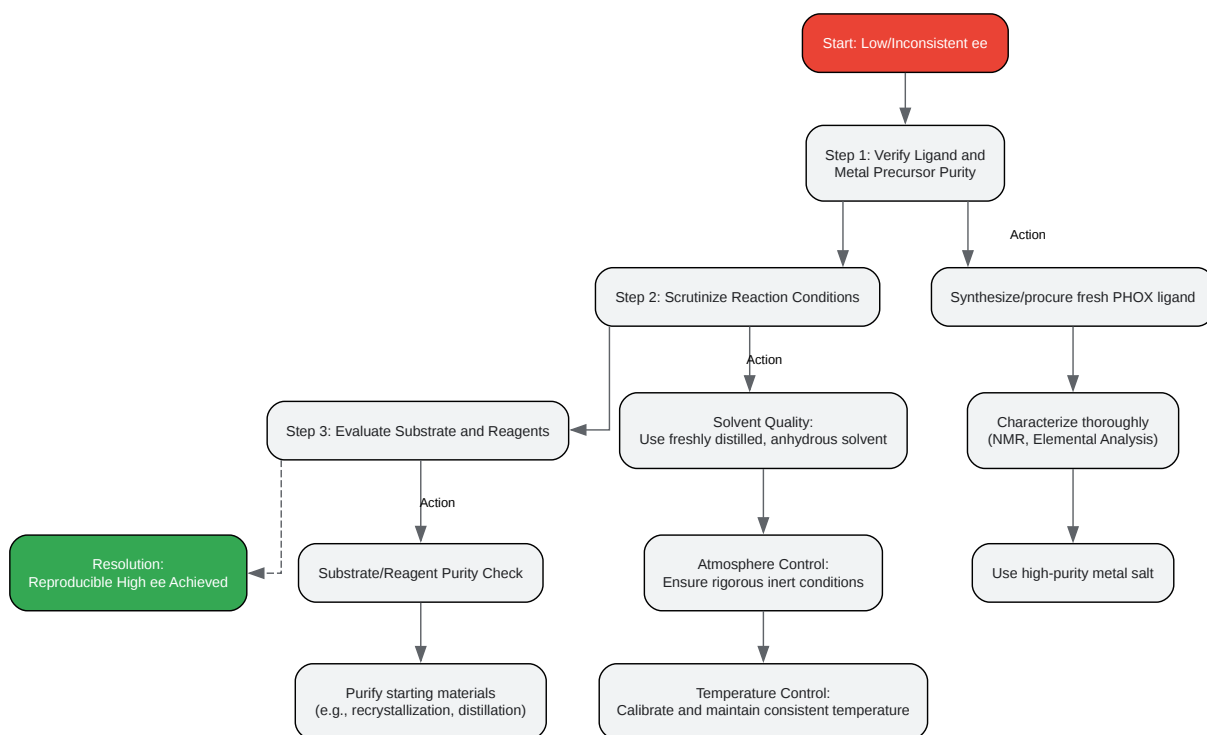 Start: Low/Inconsistent ee
Step 1: Verify Ligand and
Metal Precursor Purity
Action
Step 2: Scrutinize Reaction Conditions
Synthesize/procure fresh PHOX ligand
Action
Step 3: Evaluate Substrate and Reagents
Solvent Quality:
Use freshly distilled, anhydrous solvent
Characterize thoroughly
(NMR, Elemental Analysis)
Action
Resolution:
Reproducible High ee Achieved
Substrate/Reagent Purity Check
Atmosphere Control:
Ensure rigorous inert conditions
Use high-purity metal salt
Purify starting materials
(e.g., recrystallization, distillation)
Temperature Control:
Calibrate and maintain consistent temperature